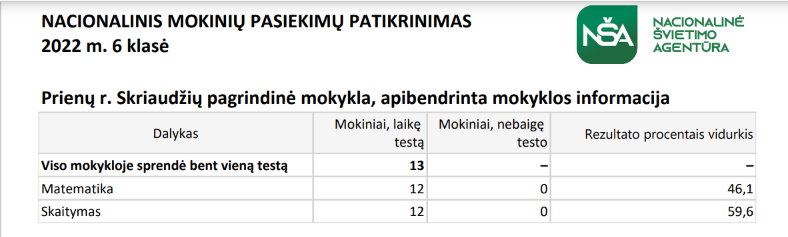 NACIONALINIS MOKINIŲ PASIEKIMŲ PATIKRINIMAS
2022 m. 6 klasė
NŠA
NACIONALINĖ
ŠVIETIMO
AGENTŪRA
Prienų r. Skriaudžių pagrindinė mokykla, apibendrinta mokyklos informacija
Dalykas Mokiniai, laikę testą Mokiniai, nebaigę testo Rezultato procentais vidurkis
Viso mokykloje sprendė bent vieną testą 13 – –
Matematika 12 0 46,1
Skaitymas 12 0 59,6